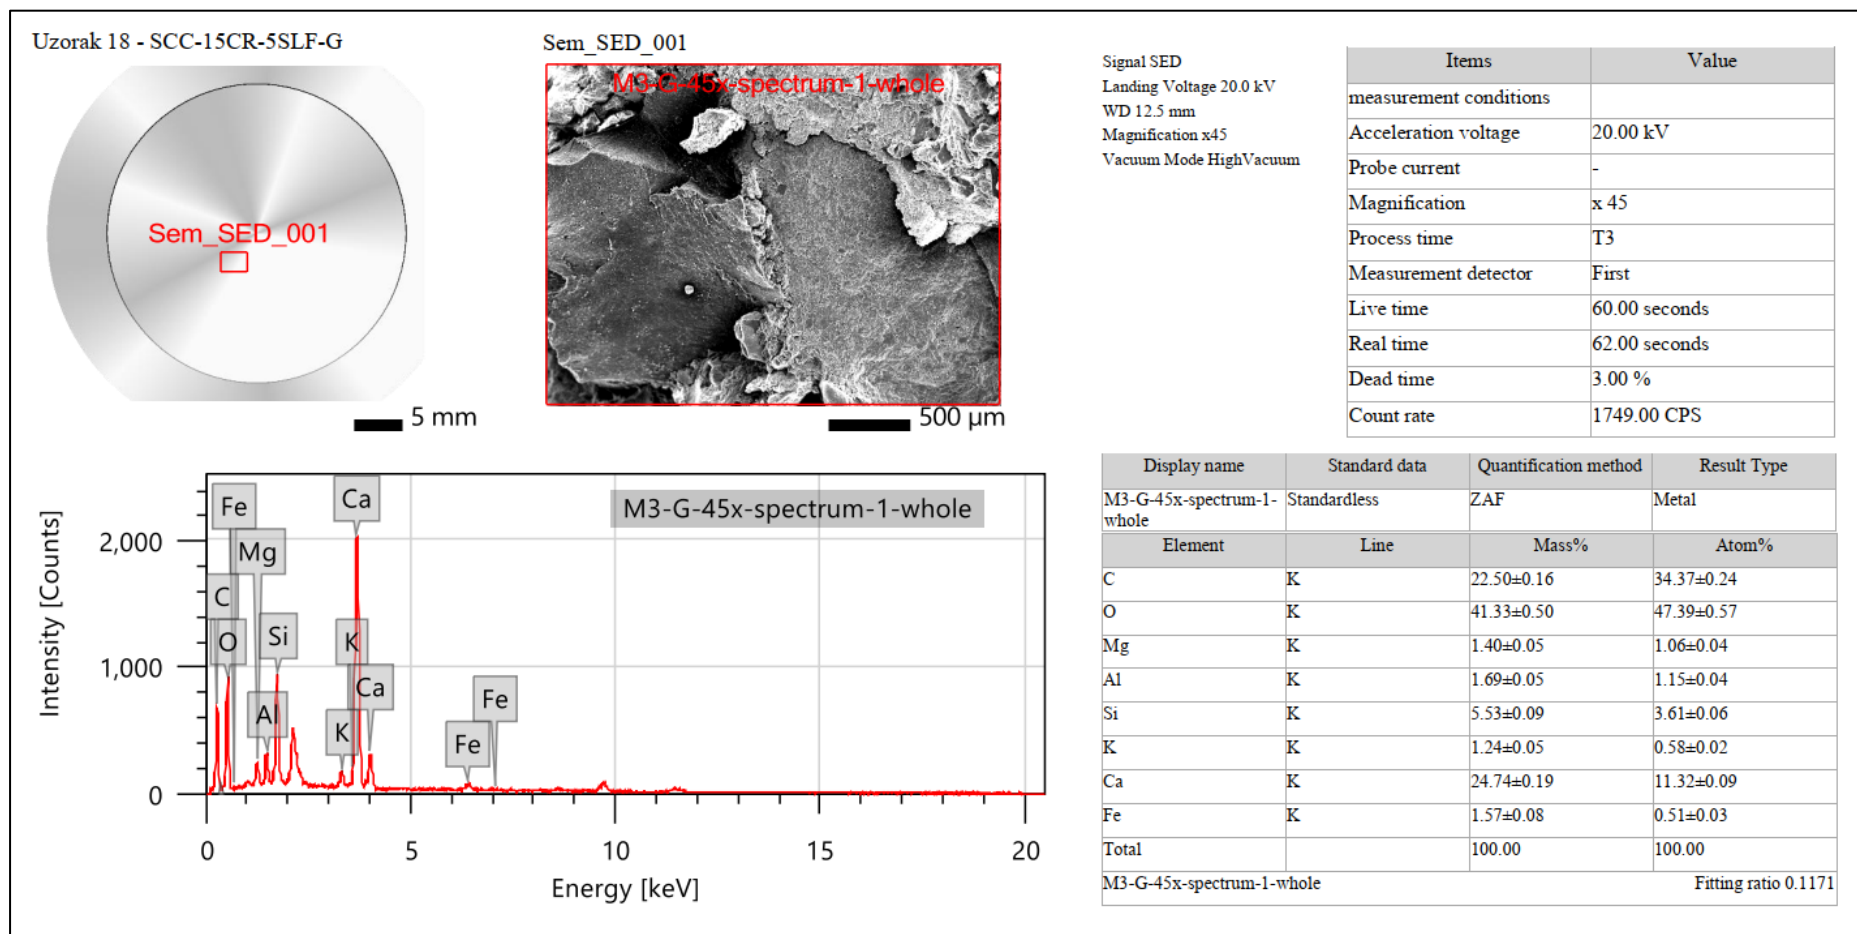 Uzorak 18 - SCC-15CR-5SLF-G
Sem_SED_001
5 mm
Sem_SED_001
M3-G-45x-spectrum-1-whole
500 µm
Signal SED
Landing Voltage 20.0 kV
WD 12.5 mm
Magnification x45
Vacuum Mode HighVacuum
Items Value
measurement conditions
Acceleration voltage 20.00 kV
Probe current -
Magnification x 45
Process time T3
Measurement detector First
Live time 60.00 seconds
Real time 62.00 seconds
Dead time 3.00 %
Count rate 1749.00 CPS
Intensity [Counts]
2,000
1,000
0
Fe
Mg
C
O
Al
Si
Ca
K
Ca
K
Fe
Fe
M3-G-45x-spectrum-1-whole
0 5 10 15 20
Energy [keV]
Display name Standard data Quantification method Result Type
M3-G-45x-spectrum-1- Standardless ZAF Metal
whole
Element Line Mass% Atom%
C K 22.50±0.16 34.37±0.24
O K 41.33±0.50 47.39±0.57
Mg K 1.40±0.05 1.06±0.04
Al K 1.69±0.05 1.15±0.04
Si K 5.53±0.09 3.61±0.06
K K 1.24±0.05 0.58±0.02
Ca K 24.74±0.19 11.32±0.09
Fe K 1.57±0.08 0.51±0.03
Total 100.00 100.00
M3-G-45x-spectrum-1-whole Fitting ratio 0.1171